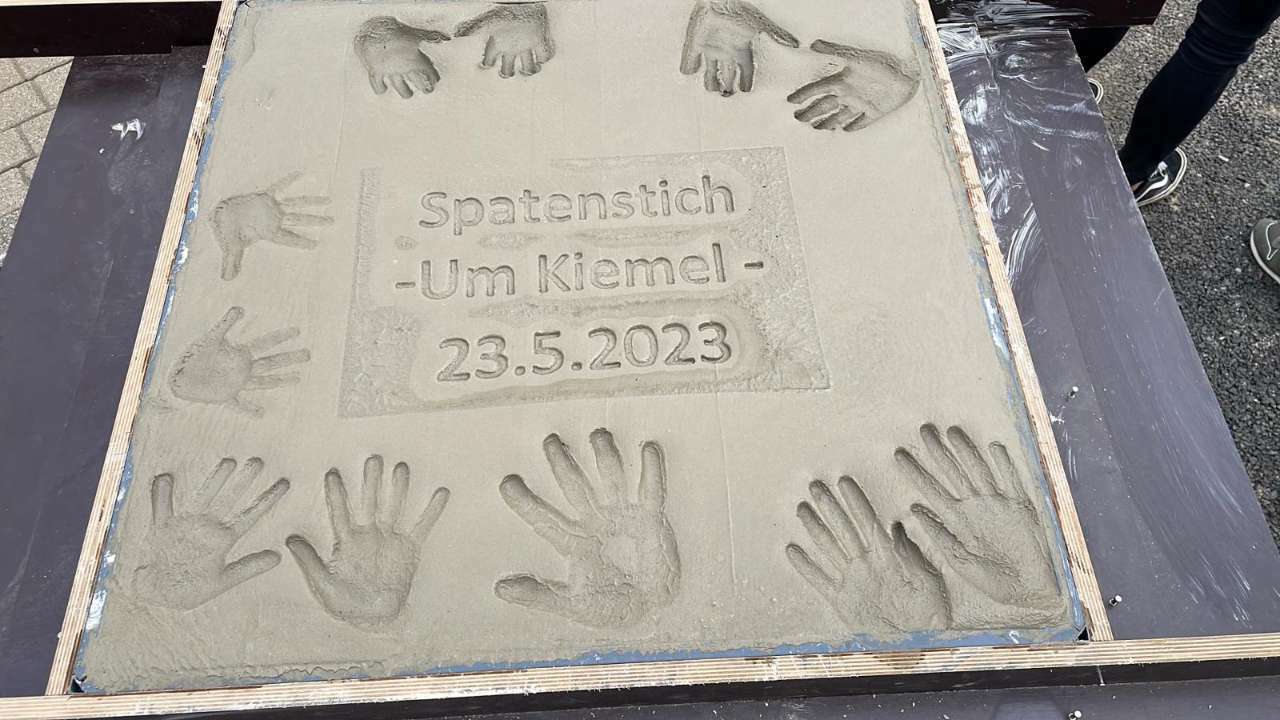 Spatenstich
-Um Kiemel -
23.5.2023